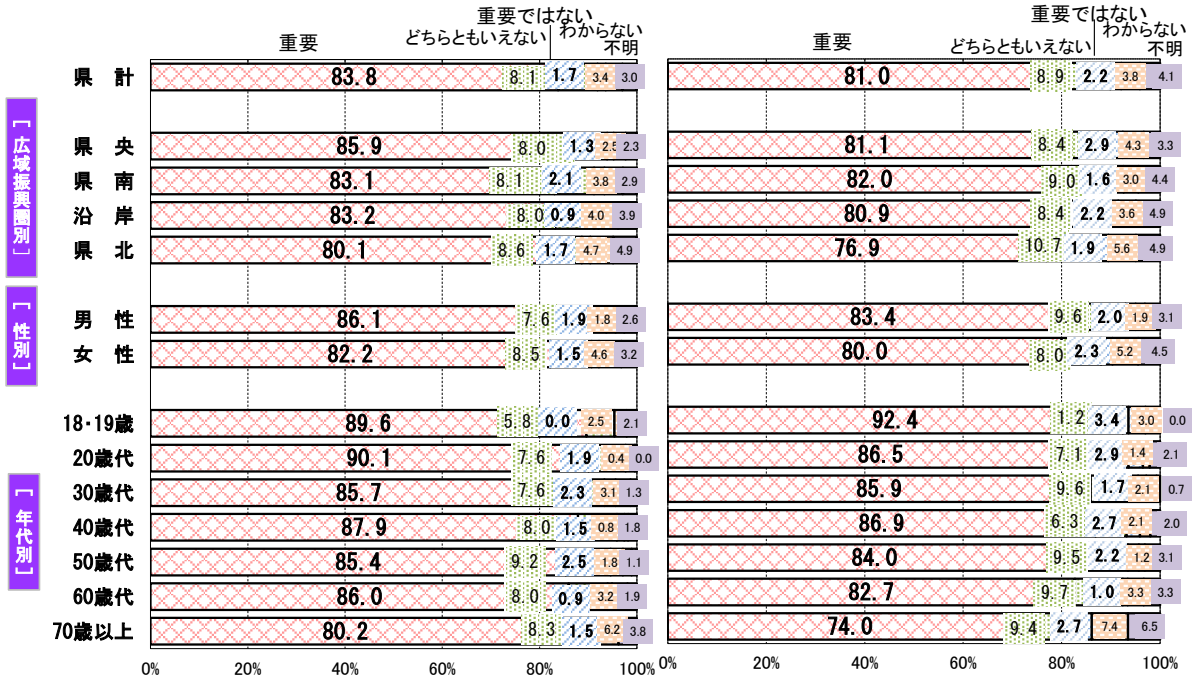 重要ではない 重要ではない
重要 どちらともいえない わからない 重要 どちらともいえない わからない
不明 不明
県 計 83.8 8.1 1.7 3.4 3.0 81.0 8.9 2.2 3.8 4.1
[広域振興圏別]
県 央 85.9 8.0 1.3 2.5 2.3 81.1 8.4 2.9 4.3 3.3
県 南 83.1 8.1 2.1 3.8 2.9 82.0 9.0 1.6 3.0 4.4
沿 岸 83.2 8.0 0.9 4.0 3.9 80.9 8.4 2.2 3.6 4.9
県 北 80.1 8.6 1.7 4.7 4.9 76.9 10.7 1.9 5.6 4.9
[性別]
男 性 86.1 7.6 1.9 1.8 2.6 83.4 9.6 2.0 1.9 3.1
女 性 82.2 8.5 1.5 4.6 3.2 80.0 8.0 2.3 5.2 4.5
[年代別]
18・19歳 89.6 5.8 0.0 2.5 2.1 92.4 1.2 3.4 3.0 0.0
20歳代 90.1 7.6 1.9 0.4 0.0 86.5 7.1 2.9 1.4 2.1
30歳代 85.7 7.6 2.3 3.1 1.3 85.9 9.6 1.7 2.1 0.7
40歳代 87.9 8.0 1.5 0.8 1.8 86.9 6.3 2.7 2.1 2.0
50歳代 85.4 9.2 2.5 1.8 1.1 84.0 9.5 2.2 1.2 3.1
60歳代 86.0 8.0 0.9 3.2 1.9 82.7 9.7 1.0 3.3 3.3
70歳以上 80.2 8.3 1.5 6.2 3.8 74.0 9.4 2.7 7.4 6.5
0% 20% 40% 60% 80% 100% 0% 20% 40% 60% 80% 100%